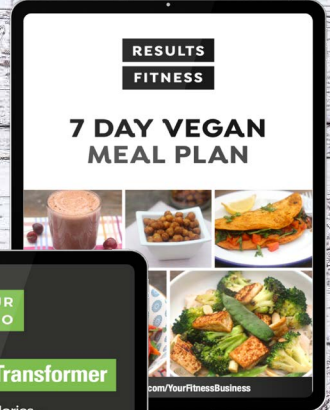 RESULTS
FITNESS
7 DAY VEGAN
MEAL PLAN
UR
O
Transformer
com/YourFitnessBusiness